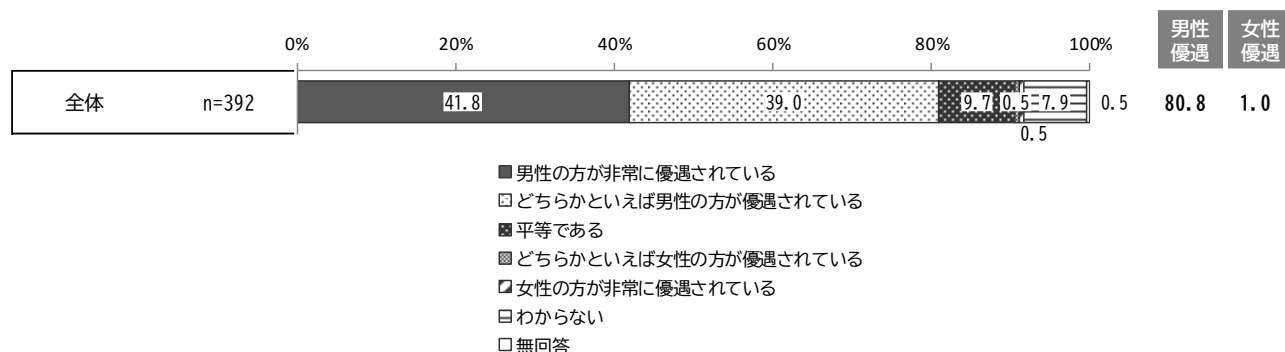 男性
優遇
女性
優遇
0% 20% 40% 60% 80% 100%
全体 n=392 41.8 39.0 9.7 0.5 7.9 0.5 80.8 1.0
0.5
男性の方が非常に優遇されている
どちらかといえば男性の方が優遇されている
平等である
どちらかといえば女性の方が優遇されている
女性の方が非常に優遇されている
わからない
無回答